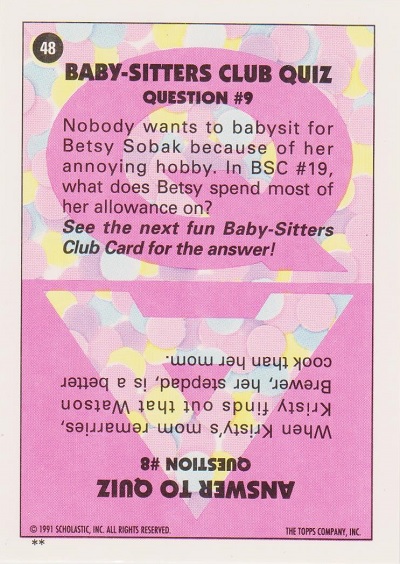 48
BABY-SITTERS CLUB QUIZ
QUESTION #9
Nobody wants to babysit for
Betsy Sobak because of her
annoying hobby. In BSC #19,
what does Betsy spend most of
her allowance on?
See the next fun Baby-Sitters
Club Card for the answer!
ANSWER TO QUIZ
QUESTION #8
When Kristy's mom remarries,
Kristy finds out that Watson
Brewer, her stepdad, is a better
cook than her mom.
© 1991 SCHOLASTIC, INC. ALL RIGHTS RESERVED.
THE TOPPS COMPANY, INC.
**